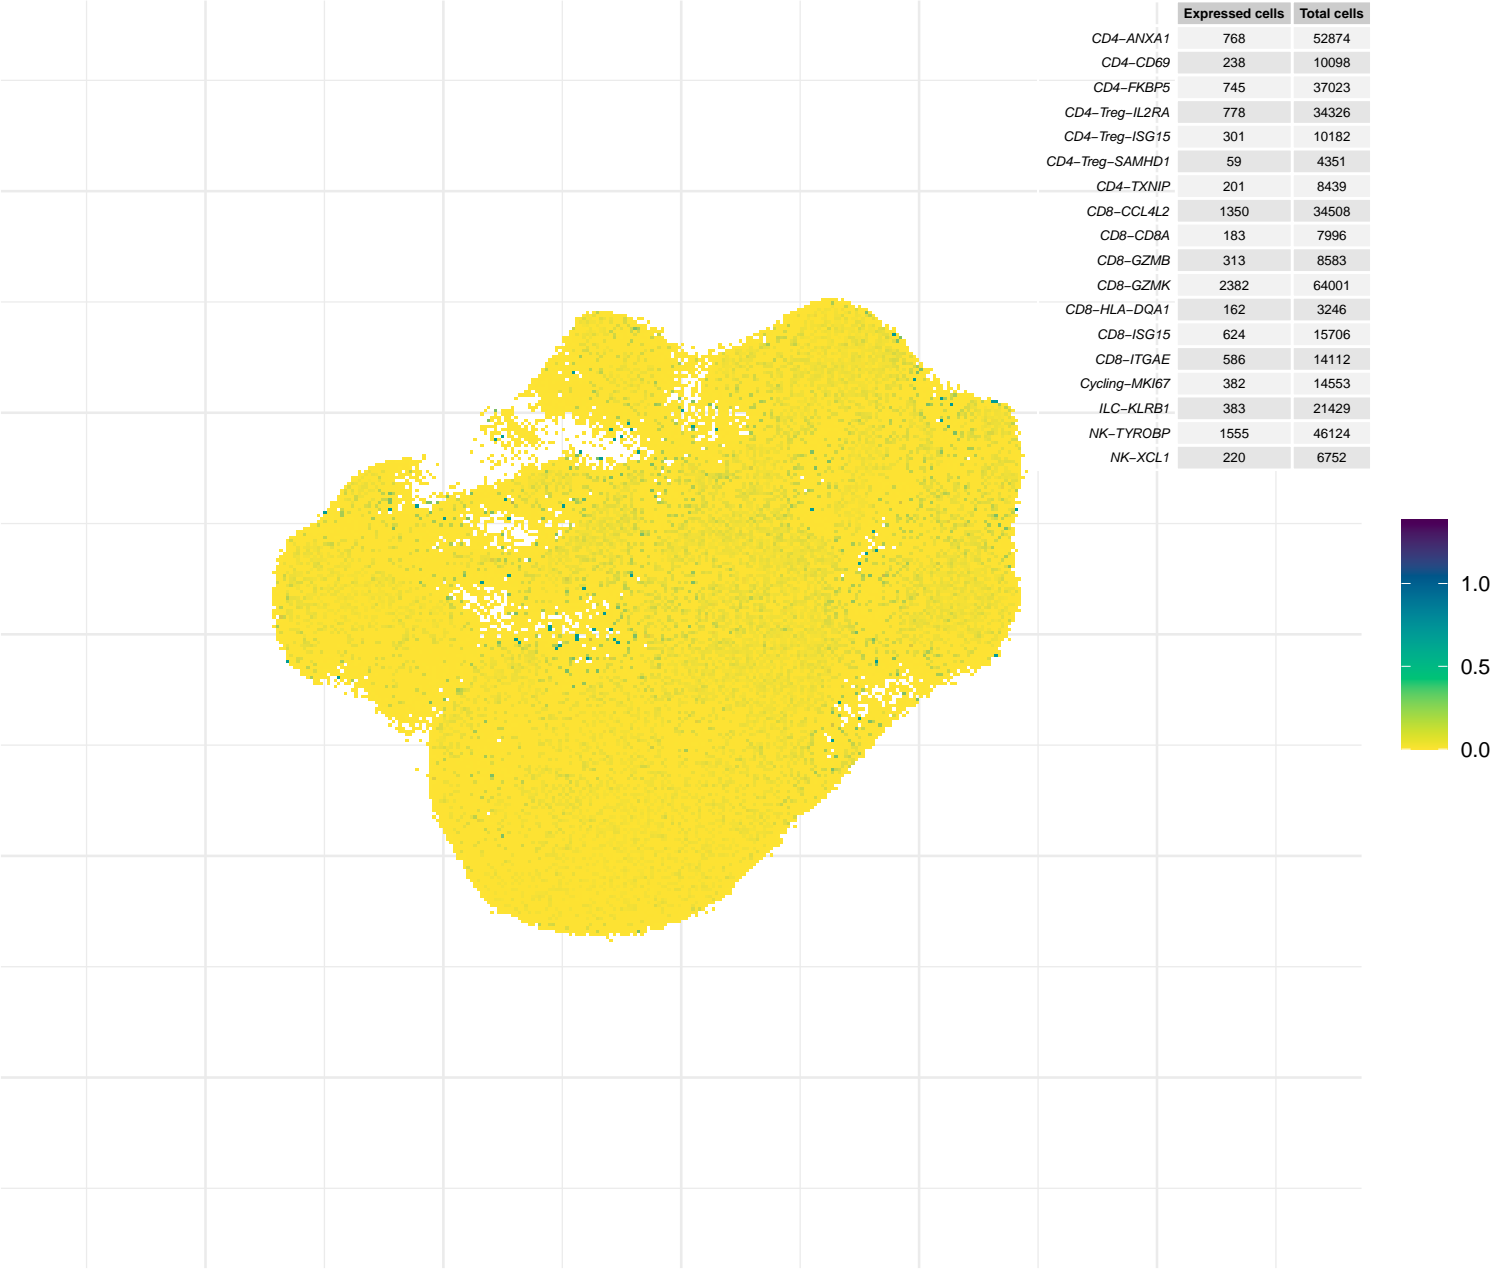 Expressed cells Total cells
CD4−ANXA1 768 52874
CD4−CD69 238 10098
CD4−FKBP5 745 37023
CD4−Treg−IL2RA 778 34326
CD4−Treg−ISG15 301 10182
CD4−Treg−SAMHD1 59 4351
CD4−TXNIP 201 8439
CD8−CCL4L2 1350 34508
CD8−CD8A 183 7996
CD8−GZMB 313 8583
CD8−GZMK 2382 64001
CD8−HLA−DQA1 162 3246
CD8−ISG15 624 15706
CD8−ITGAE 586 14112
Cycling−MKI67 382 14553
ILC−KLRB1 383 21429
NK−TYROBP 1555 46124
NK−XCL1 220 6752
1.0
0.5
0.0